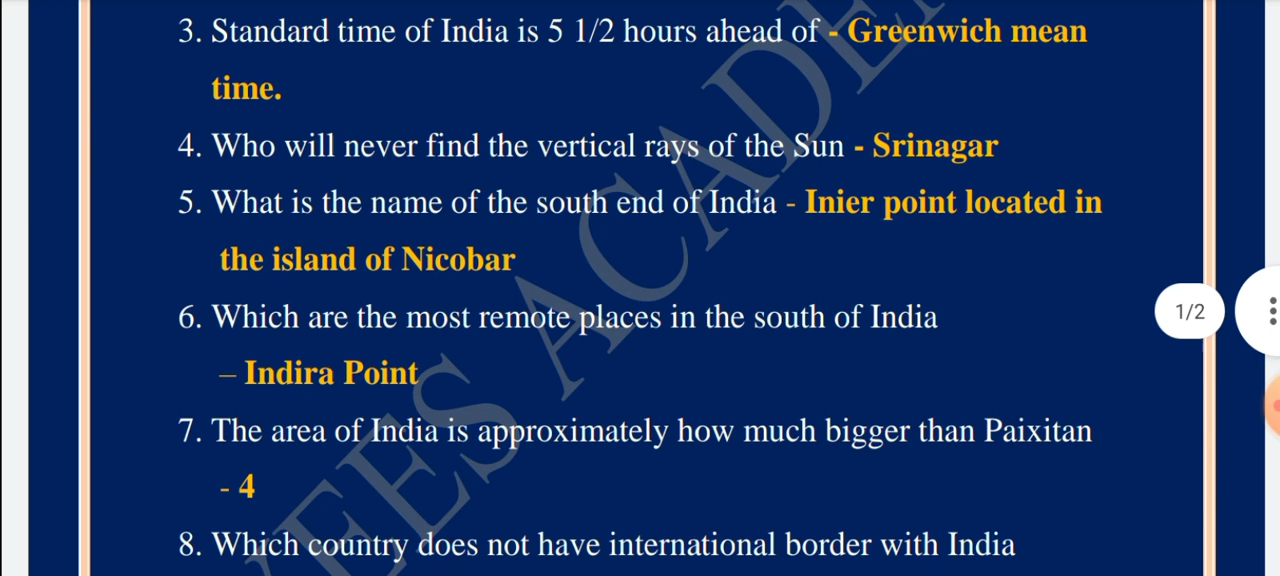 3. Standard time of India is 5 1/2 hours ahead of - Greenwich mean
time.
4. Who will never find the vertical rays of the Sun - Srinagar
5. What is the name of the south end of India - Inier point located in
the island of Nicobar
6. Which are the most remote places in the south of India
– Indira Point
7. The area of India is approximately how much bigger than Paixitan
- 4
8. Which country does not have international border with India
1/2